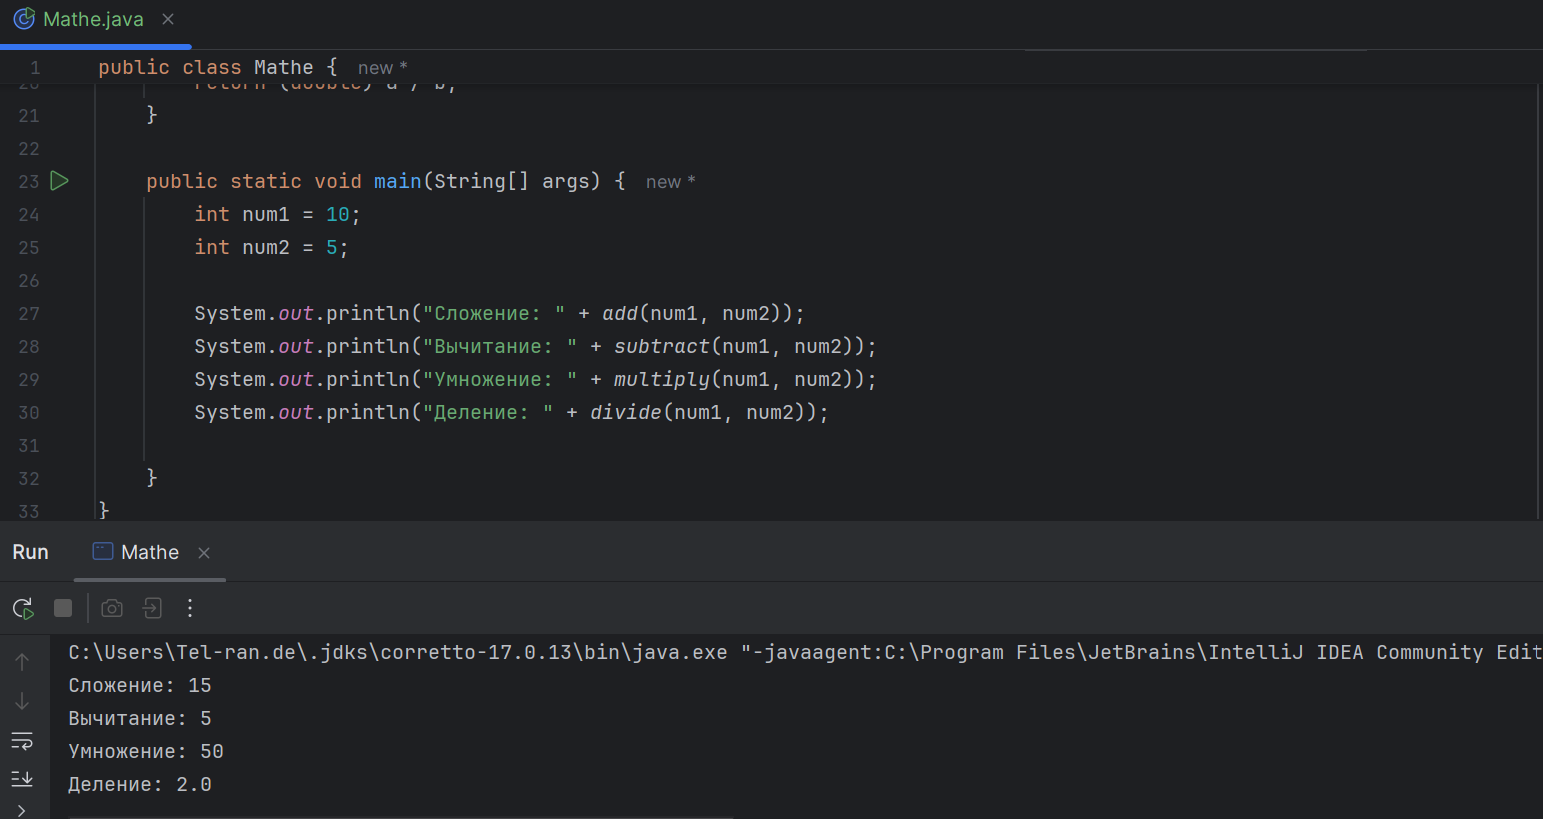 Mathe.java
1 public class Mathe { new *
20 return (double) a / b;
21 }
22
23 public static void main(String[] args) { new *
24 int num1 = 10;
25 int num2 = 5;
26
27 System.out.println("Сложение: " + add(num1, num2));
28 System.out.println("Вычитание: " + subtract(num1, num2));
29 System.out.println("Умножение: " + multiply(num1, num2));
30 System.out.println("Деление: " + divide(num1, num2));
31
32 }
33 }
Run Mathe
C:\Users\Tel-ran.de\.jdks\corretto-17.0.13\bin\java.exe "-javaagent:C:\Program Files\JetBrains\IntelliJ IDEA Community Edit
Сложение: 15
Вычитание: 5
Умножение: 50
Деление: 2.0